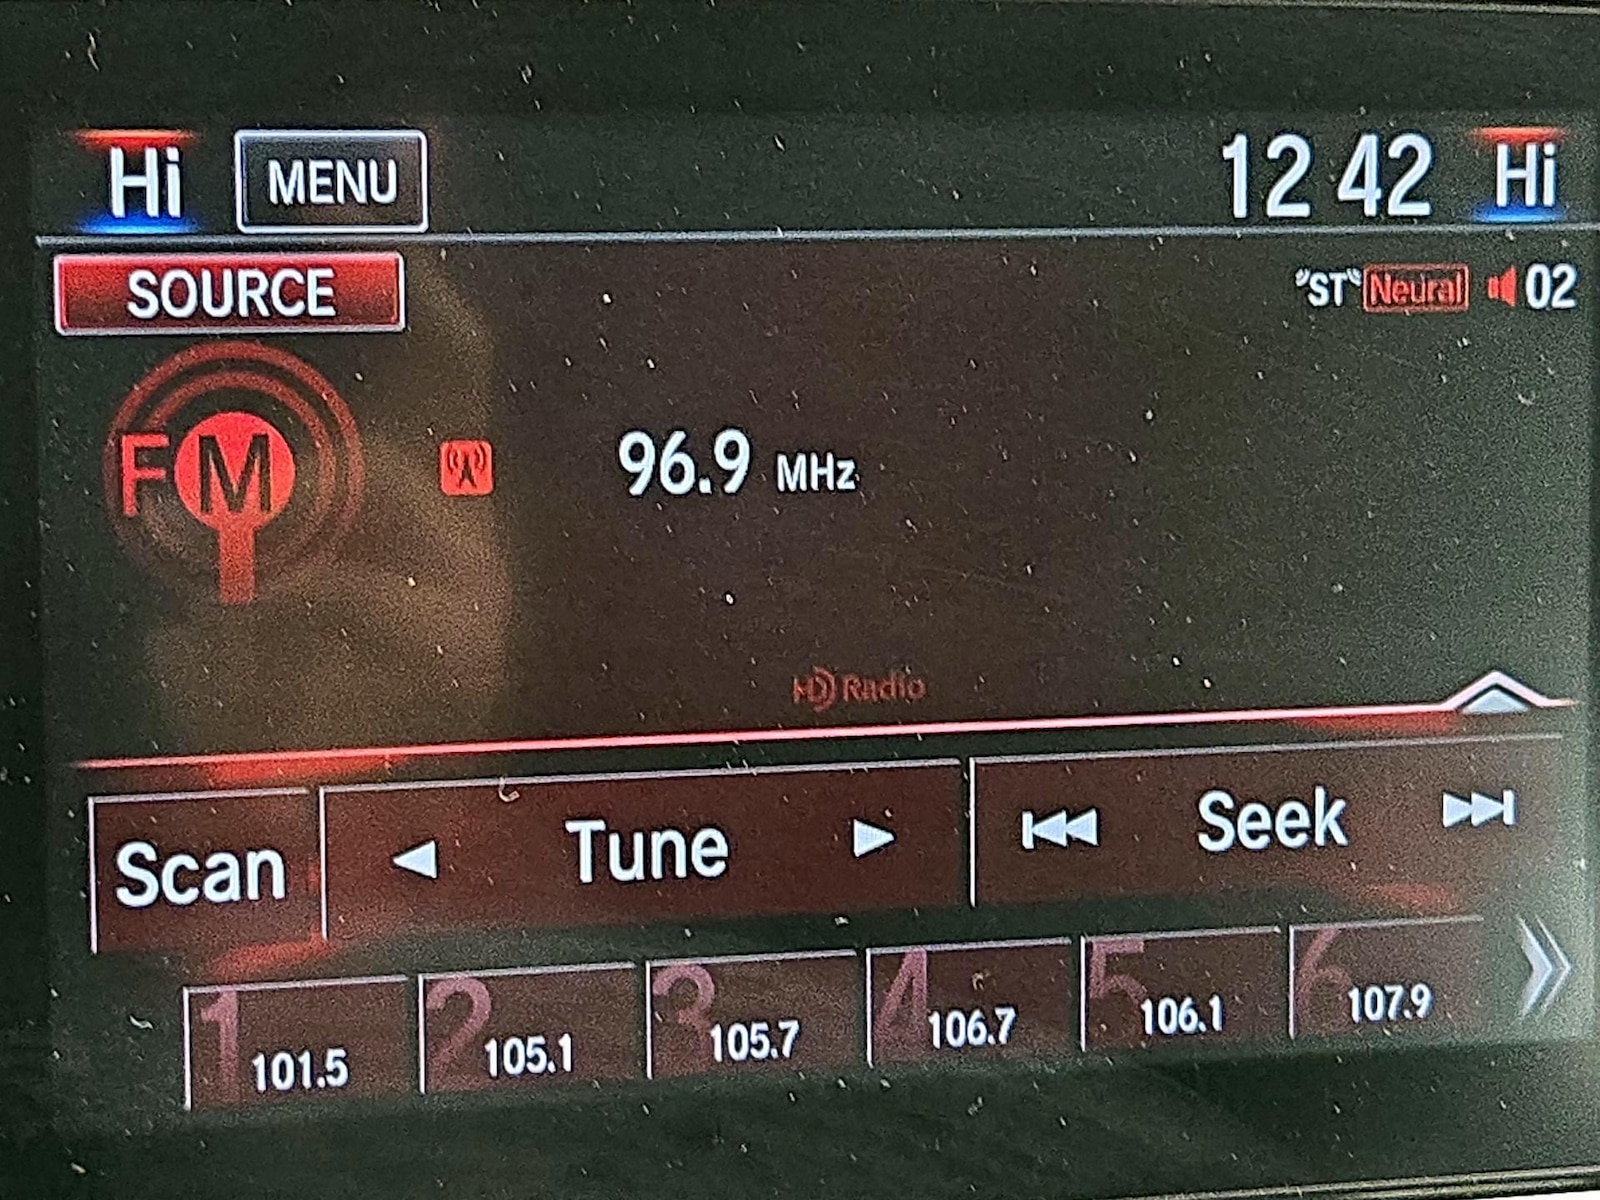 Hi MENU 12 42 Hi
SOURCE "ST" Neural 02
FM 96.9 MHz
HD Radio
Scan Tune Seek
1 101.5 2 105.1 3 105.7 4 106.7 5 106.1 6 107.9